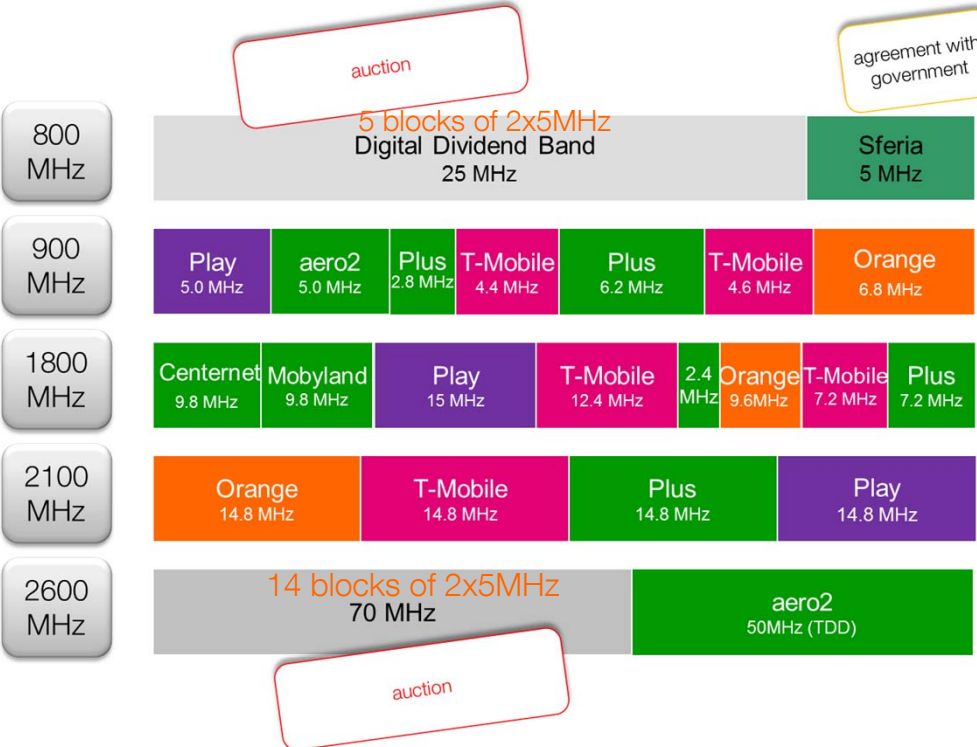 auction
agreement with
government
800
MHz
5 blocks of 2x5MHz
Digital Dividend Band
25 MHz
Sferia
5 MHz
900
MHz
Play
5.0 MHz
aero2
5.0 MHz
Plus
2.8 MHz
T-Mobile
4.4 MHz
Plus
6.2 MHz
T-Mobile
4.6 MHz
Orange
6.8 MHz
1800
MHz
Centernet
9.8 MHz
Mobyland
9.8 MHz
Play
15 MHz
T-Mobile
12.4 MHz
2.4
MHz
Orange
9.6MHz
T-Mobile
7.2 MHz
Plus
7.2 MHz
2100
MHz
Orange
14.8 MHz
T-Mobile
14.8 MHz
Plus
14.8 MHz
Play
14.8 MHz
2600
MHz
14 blocks of 2x5MHz
70 MHz
aero2
50MHz (TDD)
auction